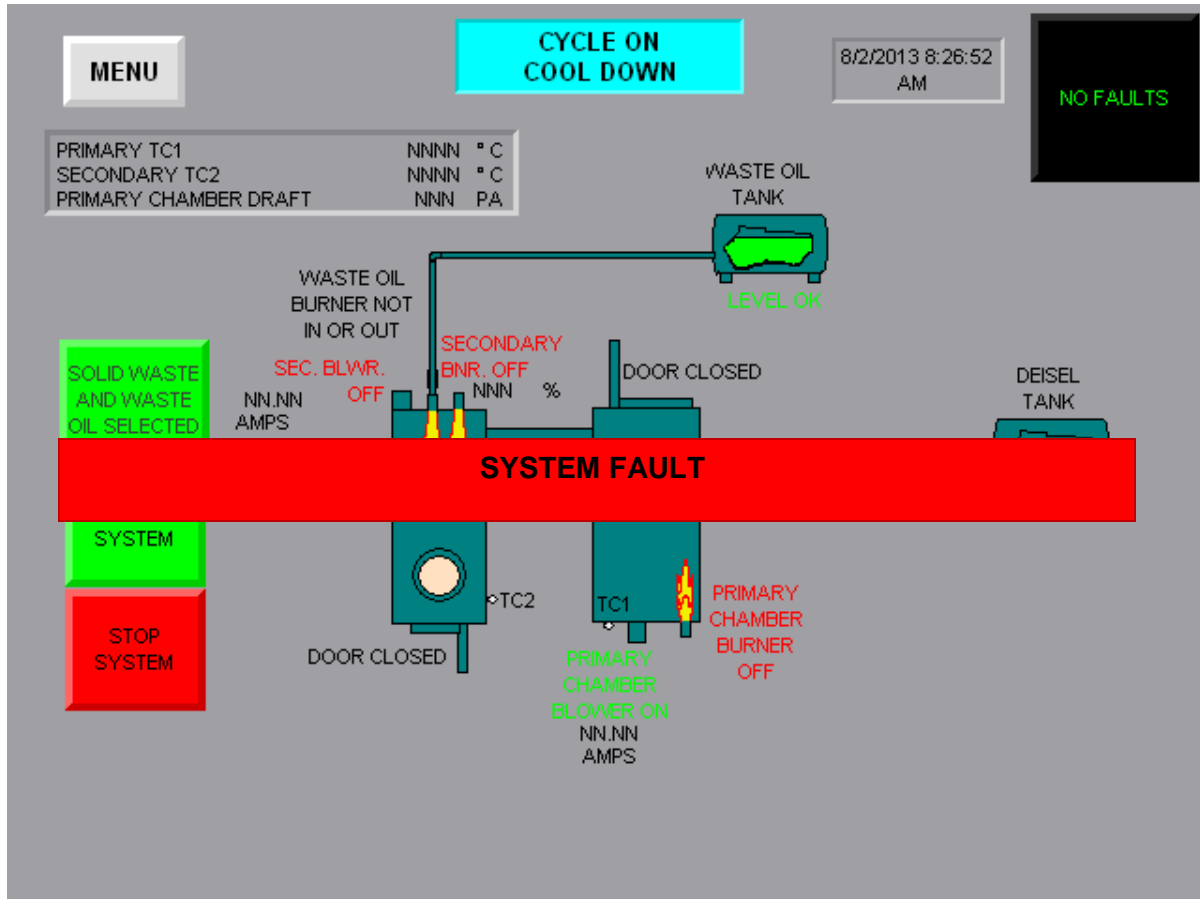 MENU
CYCLE ON
COOL DOWN
8/2/2013 8:26:52
AM
NO FAULTS
PRIMARY TC1 NNNN °C
SECONDARY TC2 NNNN °C
PRIMARY CHAMBER DRAFT NNN PA
WASTE OIL
TANK
LEVEL OK
WASTE OIL
BURNER NOT
IN OR OUT
SECONDARY
BNR. OFF
NNN %
SEC. BLWR.
OFF
NN.NN
AMPS
DOOR CLOSED
DEISEL
TANK
SOLID WASTE
AND WASTE
OIL SELECTED
SYSTEM FAULT
SYSTEM
STOP
SYSTEM
TC2
DOOR CLOSED
TC1
PRIMARY
CHAMBER
BURNER
OFF
PRIMARY
CHAMBER
BLOWER ON
NN.NN
AMPS